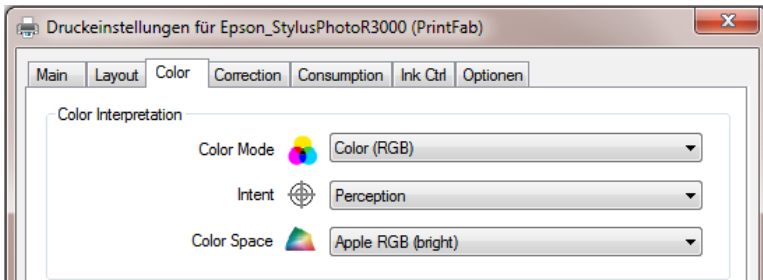 Druckeinstellungen für Epson_StylusPhotoR3000 (PrintFab)
Main Layout Color Correction Consumption Ink Ctrl Optionen
Color Interpretation
Color Mode Color (RGB)
Intent Perception
Color Space Apple RGB (bright)